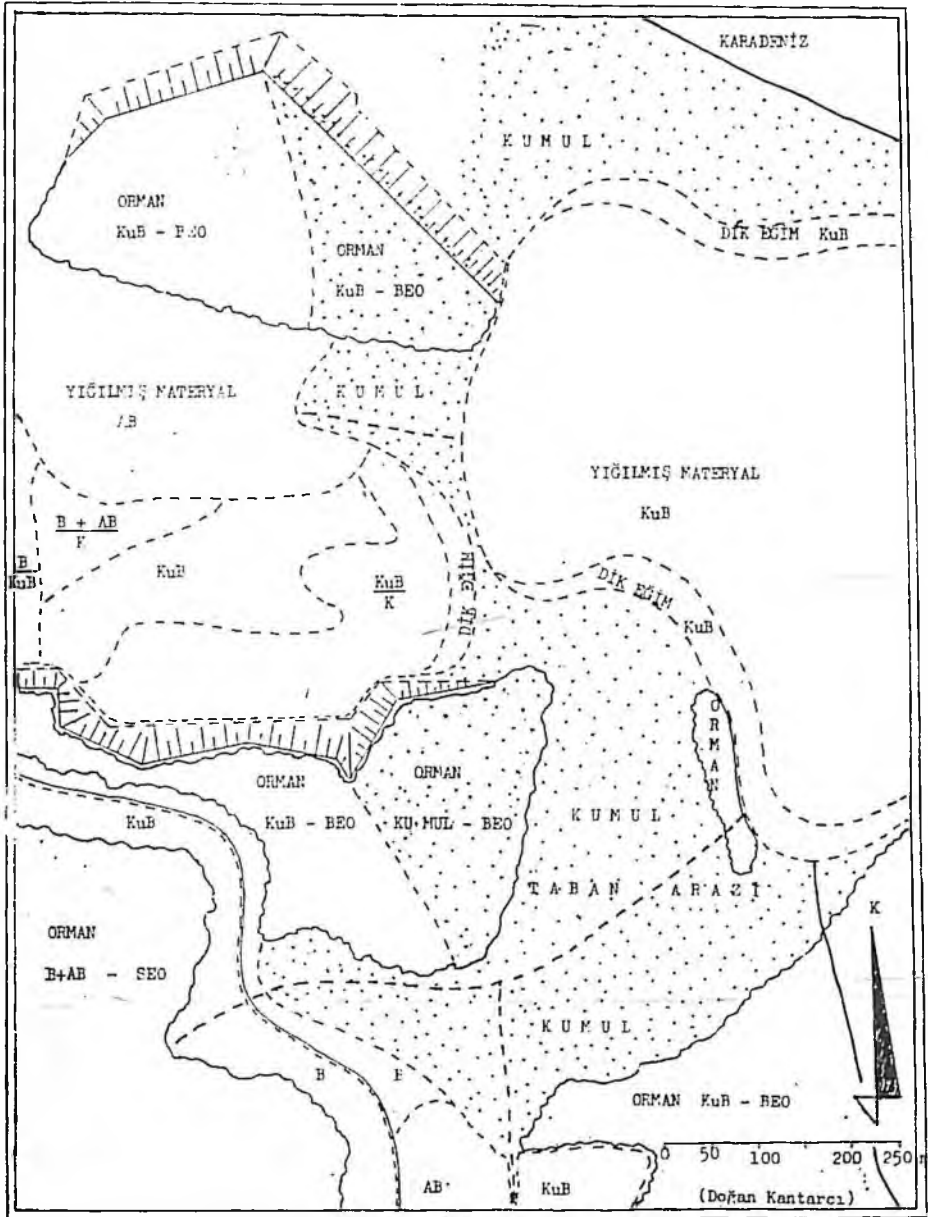 KARADENİZ
KUMUL
ORMAN
KuB - BEO
ORMAN
KuB - BEO
DİK EĞİM KuB
YIĞILMIŞ MATERYAL
AB
KUMUL
YIĞILMIŞ MATERYAL
KuB
B + AB
K
B
KuB
KuB
KuB
K
DİK EĞİM
DİK EĞİM
KuB
ORMAN
ORMAN
KuB - BEO
ORMAN
KUMUL - BEO
KUMUL
KuB
TABAN ARAZİ
ORMAN
B+AB - SEO
K
KUMUL
B
B
ORMAN KuB - BEO
0 50 100 200 250 m
AB
KuB
(Doğan Kantarcı)